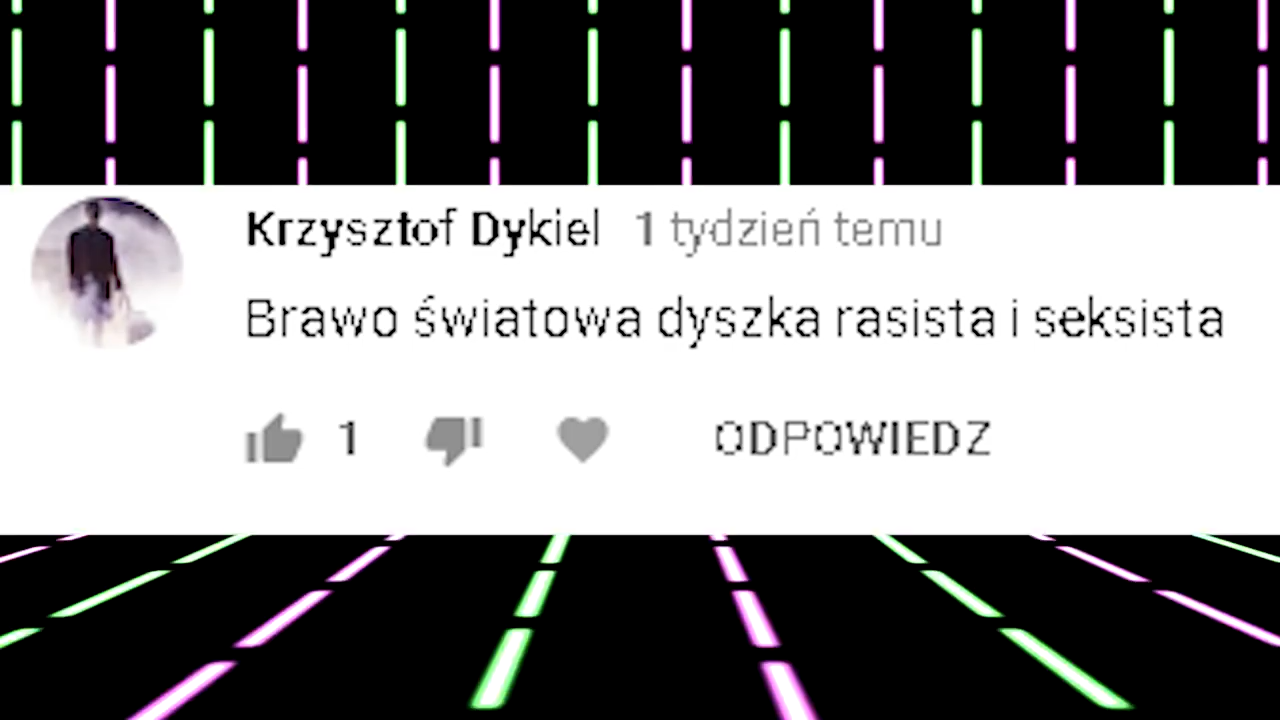 Krzysztof Dykiel 1 tydzień temu
Brawo światowa dyszka rasista i seksista
1 ODPOWIEDZ